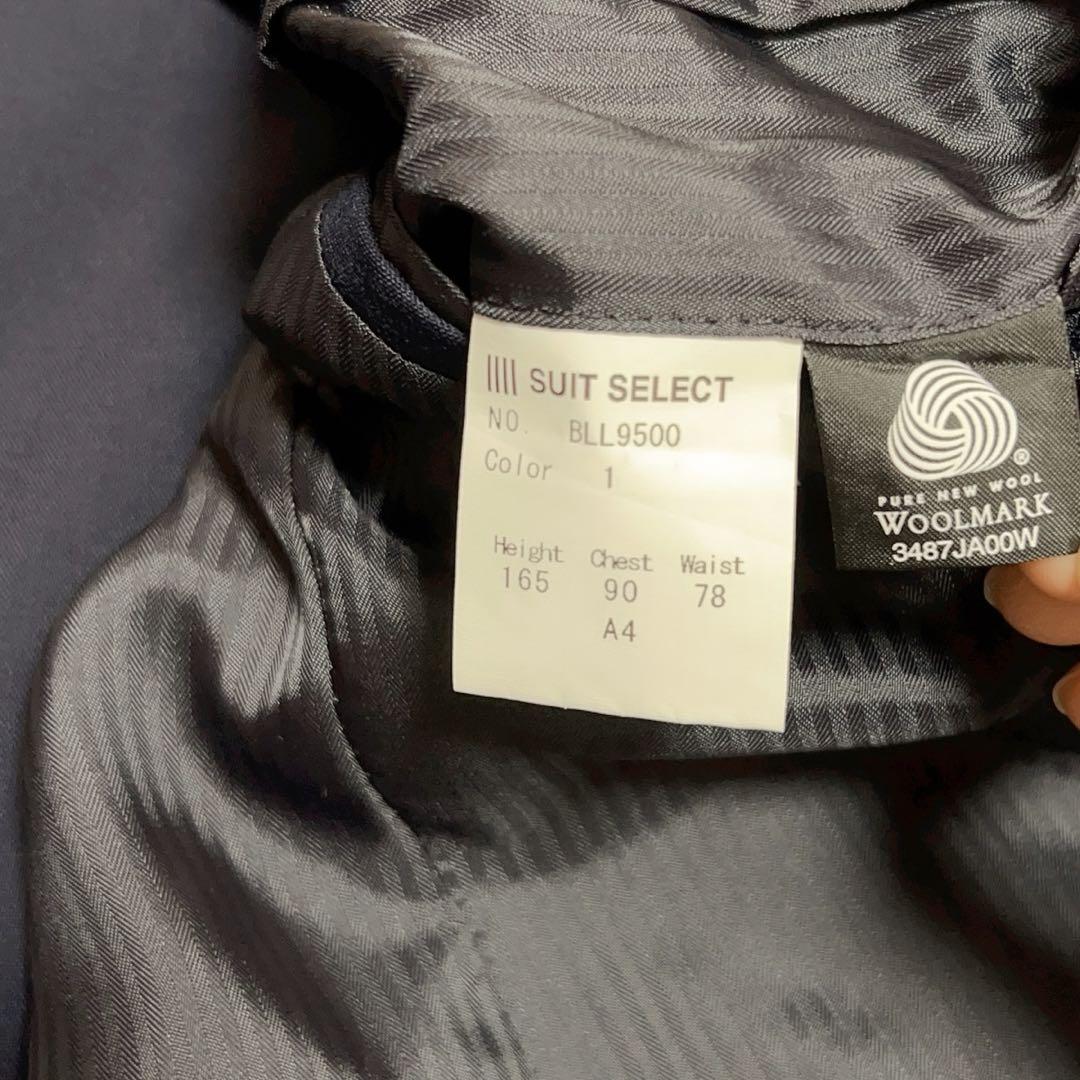 SUIT SELECT
NO. BLL9500
Color 1
Height Chest Waist
165 90 78
A4
®
PURE NEW WOOL
WOOLMARK
3487JA00W